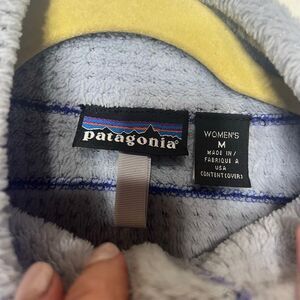 patagonia®
WOMEN'S
M
MADE IN/
FABRIQUE A
USA
CONTENT(OVER)